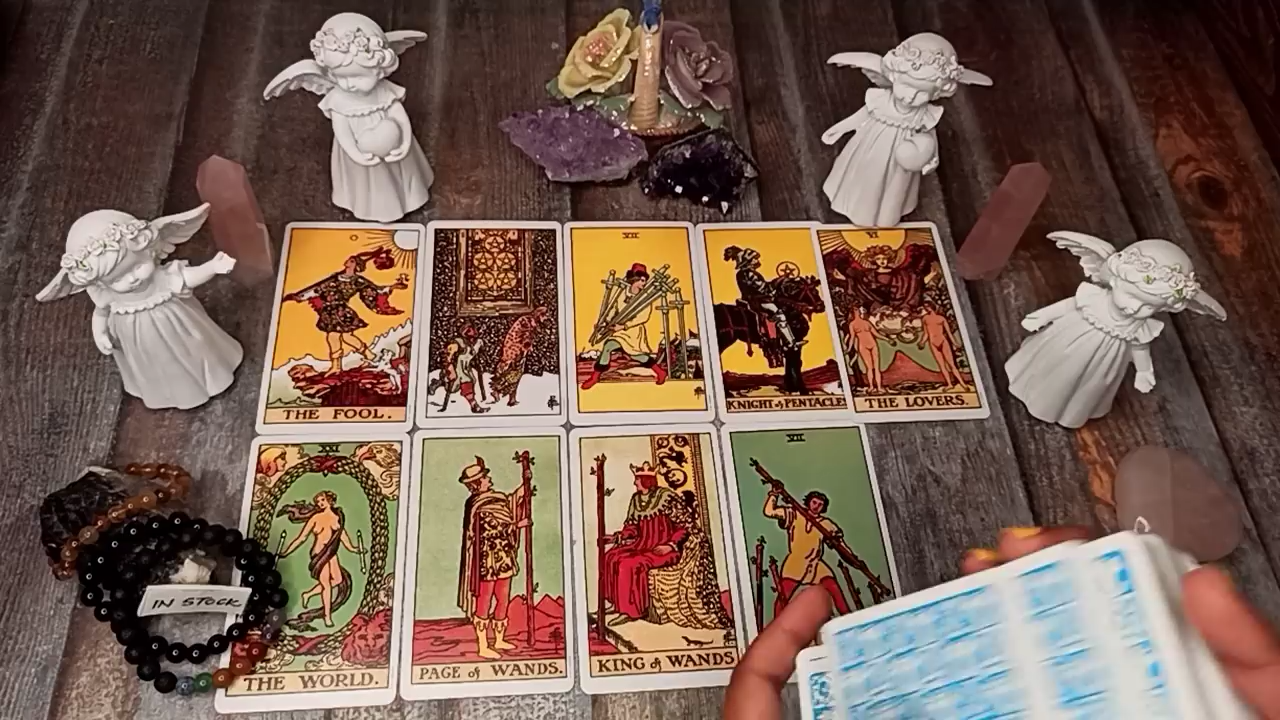 VII
VI
THE FOOL.
KNIGHT of PENTACLES
THE LOVERS.
XXI
VII
IN STOCK
THE WORLD.
PAGE of WANDS.
KING of WANDS